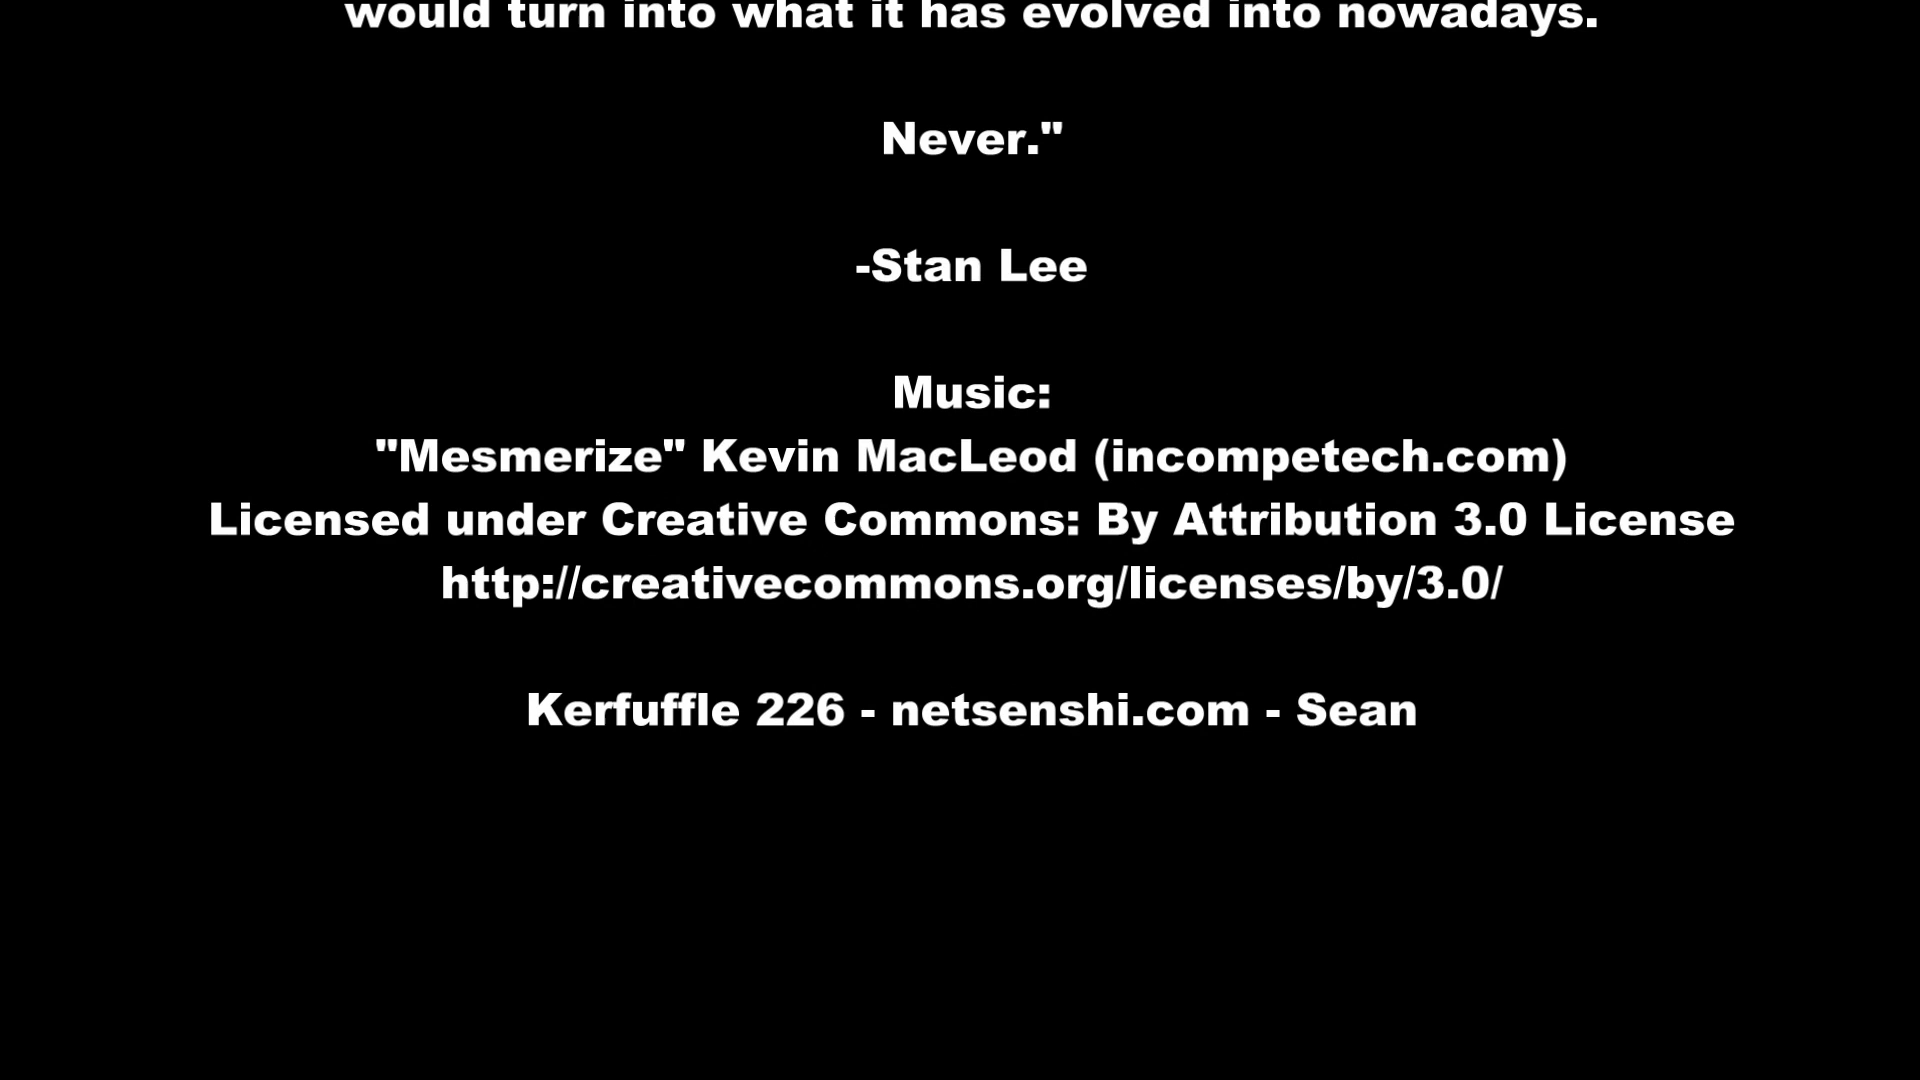 would turn into what it has evolved into nowadays.
Never."
-Stan Lee
Music:
"Mesmerize" Kevin MacLeod (incompetech.com)
Licensed under Creative Commons: By Attribution 3.0 License
http://creativecommons.org/licenses/by/3.0/
Kerfuffle 226 - netsenshi.com - Sean